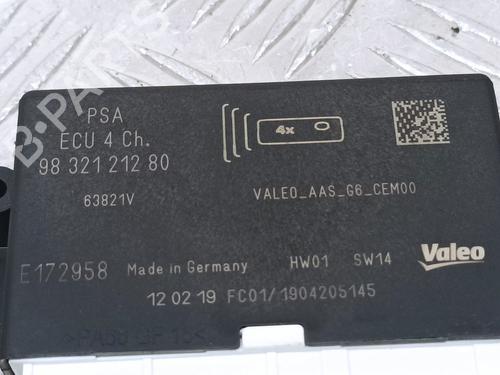 PSA
ECU 4 Ch.
98 321 212 80
63821V
4x
VALEO_AAS_G6_CEM00
E172958
Made in Germany
HW01
SW14
Valeo
12 02 19
FC01/1904205145
B-PARTS